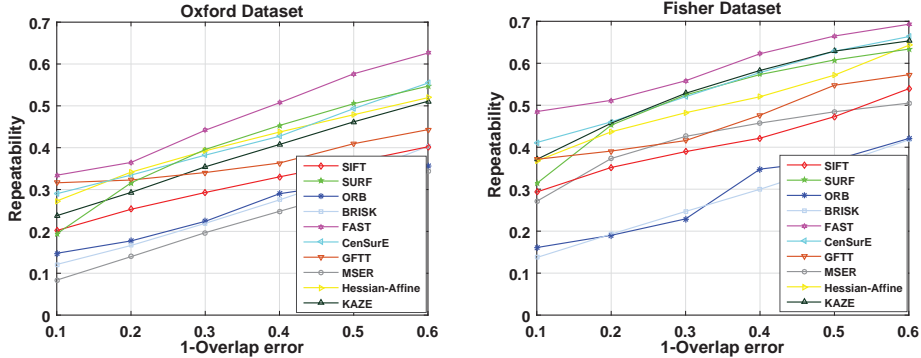 Oxford Dataset
Repeatability
0.7
0.6
0.5
0.4
0.3
0.2
0.1
0
0.1 0.2 0.3 0.4 0.5 0.6
1-Overlap error
SIFT
SURF
ORB
BRISK
FAST
CenSurE
GFTT
MSER
Hessian-Affine
KAZE
Fisher Dataset
Repeatability
0.7
0.6
0.5
0.4
0.3
0.2
0.1
0
0.1 0.2 0.3 0.4 0.5 0.6
1-Overlap error
SIFT
SURF
ORB
BRISK
FAST
CenSurE
GFTT
MSER
Hessian-Affine
KAZE